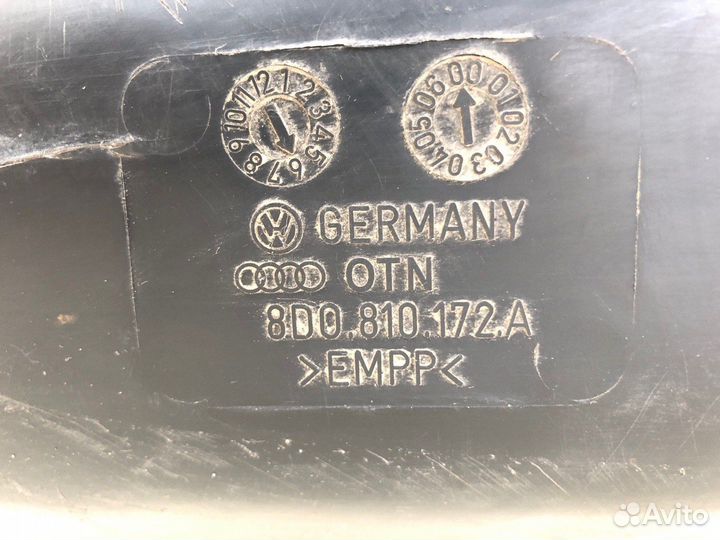 1 2 3 4 5 6 7 8 9 10 11 12
00 01 02 03 04 05 06
VW GERMANY
OTN
8D0.810.172.A
>EMPP<
Avito